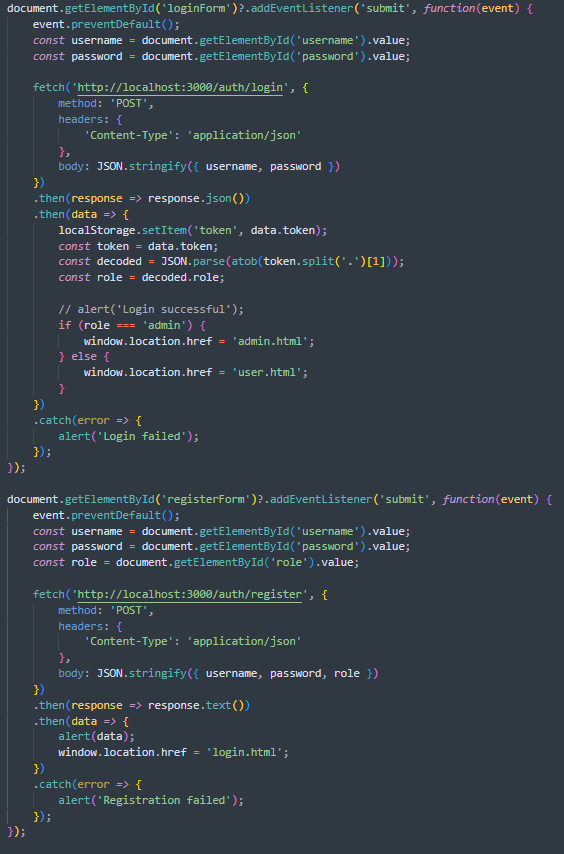 document.getElementById('loginForm')?.addEventListener('submit', function(event) {
    event.preventDefault();
    const username = document.getElementById('username').value;
    const password = document.getElementById('password').value;

    fetch('http://localhost:3000/auth/login', {
        method: 'POST',
        headers: {
            'Content-Type': 'application/json'
        },
        body: JSON.stringify({ username, password })
    })
    .then(response => response.json())
    .then(data => {
        localStorage.setItem('token', data.token);
        const token = data.token;
        const decoded = JSON.parse(atob(token.split('.')[1]));
        const role = decoded.role;

        // alert('Login successful');
        if (role === 'admin') {
            window.location.href = 'admin.html';
        } else {
            window.location.href = 'user.html';
        }
    })
    .catch(error => {
        alert('Login failed');
    });
});

document.getElementById('registerForm')?.addEventListener('submit', function(event) {
    event.preventDefault();
    const username = document.getElementById('username').value;
    const password = document.getElementById('password').value;
    const role = document.getElementById('role').value;

    fetch('http://localhost:3000/auth/register', {
        method: 'POST',
        headers: {
            'Content-Type': 'application/json'
        },
        body: JSON.stringify({ username, password, role })
    })
    .then(response => response.text())
    .then(data => {
        alert(data);
        window.location.href = 'login.html';
    })
    .catch(error => {
        alert('Registration failed');
    });
});